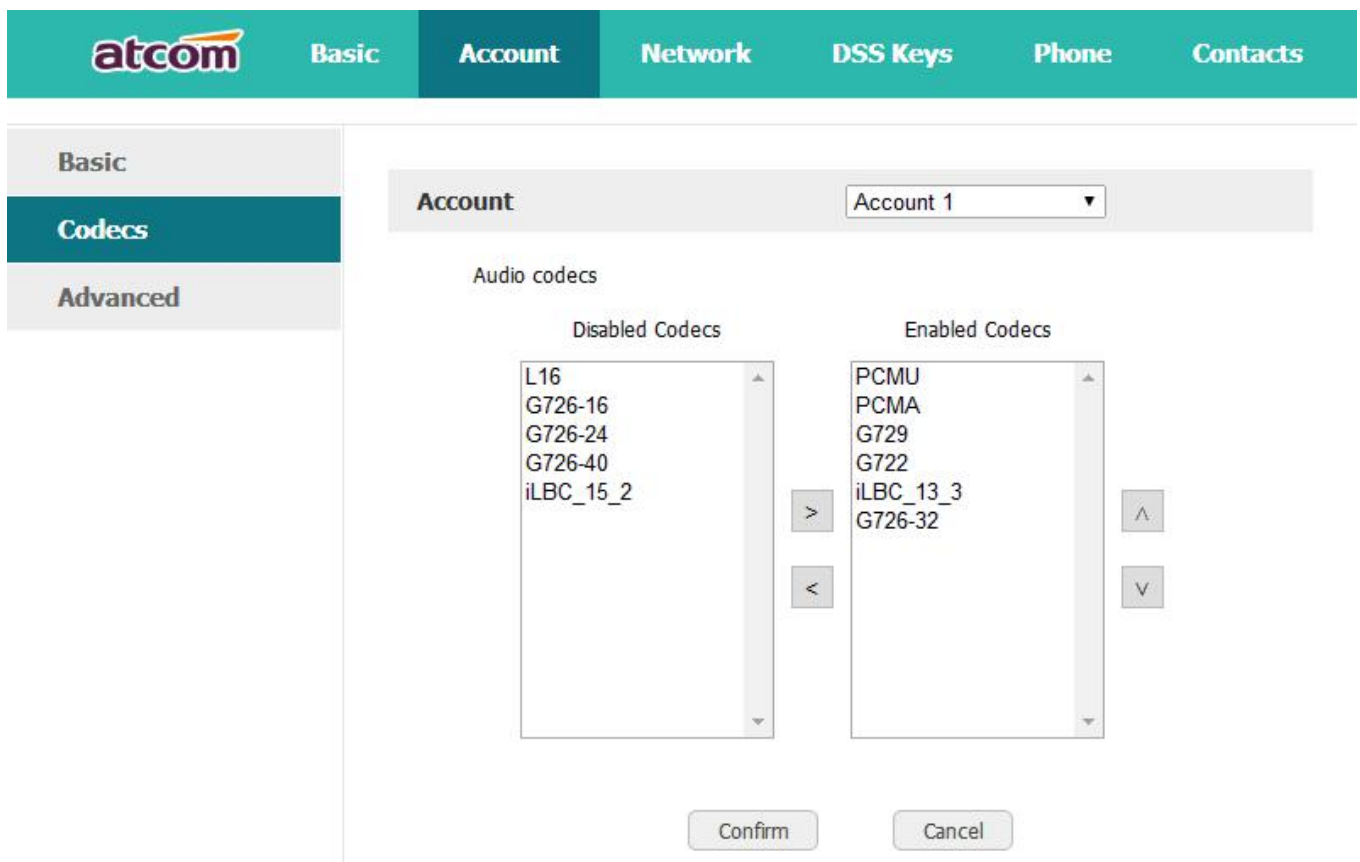 atcom Basic Account Network DSS Keys Phone Contacts
Basic
Codecs
Advanced
Account Account 1 ▼
Audio codecs
Disabled Codecs Enabled Codecs
L16
G726-16
G726-24
G726-40
iLBC_15_2
PCMU
PCMA
G729
G722
iLBC_13_3
G726-32
>
<
^
v
Confirm Cancel